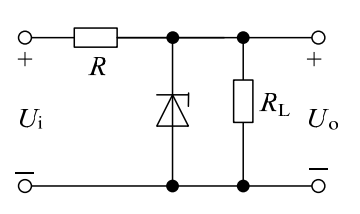 + R +
Ui RL Uo
− −